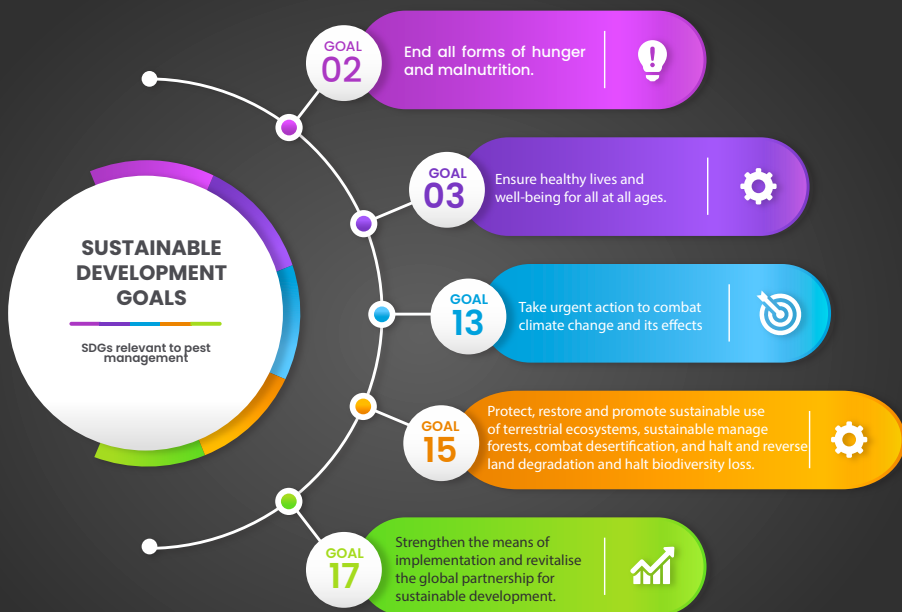 SUSTAINABLE
DEVELOPMENT
GOALS
SDGs relevant to pest
management
GOAL
02
End all forms of hunger
and malnutrition.
GOAL
03
Ensure healthy lives and
well-being for all at all ages.
GOAL
13
Take urgent action to combat
climate change and its effects
GOAL
15
Protect, restore and promote sustainable use
of terrestrial ecosystems, sustainable manage
forests, combat desertification, and halt and reverse
land degradation and halt biodiversity loss.
GOAL
17
Strengthen the means of
implementation and revitalise
the global partnership for
sustainable development.